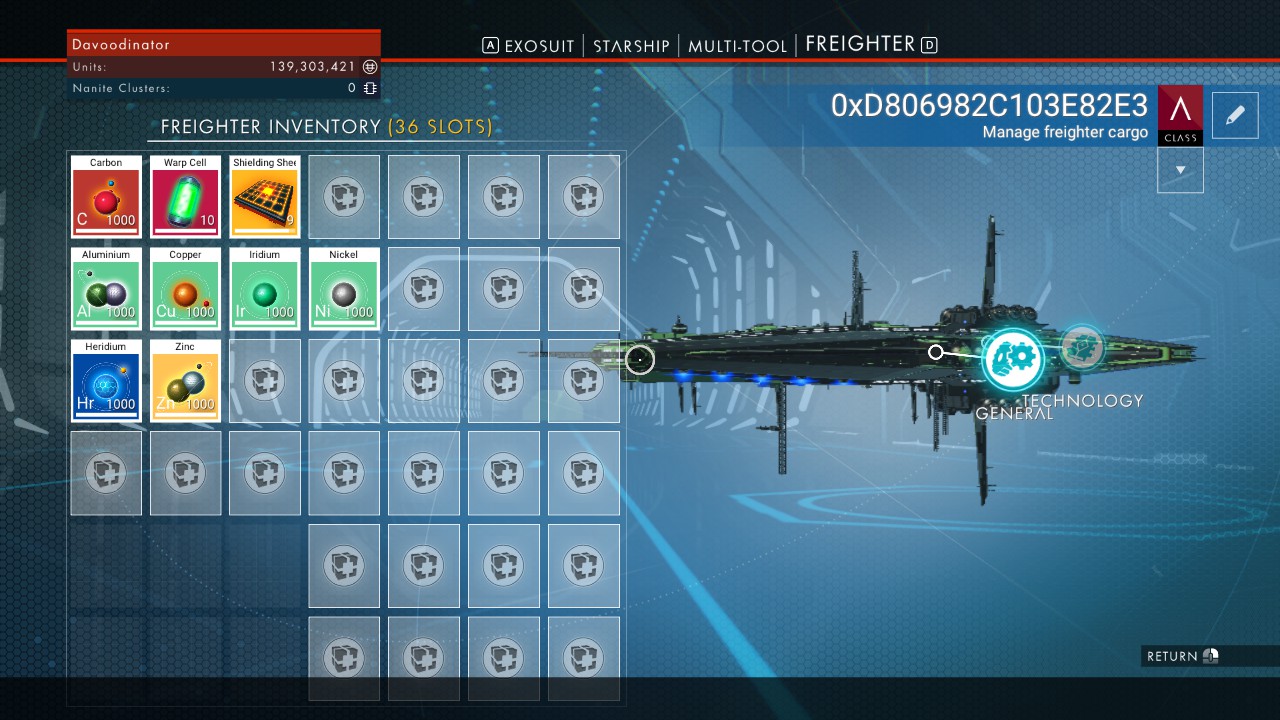 Davoodinator
Units: 139,303,421
Nanite Clusters: 0
A EXOSUIT STARSHIP MULTI-TOOL FREIGHTER D
0xD806982C103E82E3
Manage freighter cargo
CLASS
FREIGHTER INVENTORY (36 SLOTS)
Carbon Warp Cell Shielding Shee
C 1000 10 9
Aluminium Copper Iridium Nickel
Al 1000 Cu 1000 Ir 1000 Ni 1000
Heridium Zinc
Hr 1000 Zn 1000
TECHNOLOGY
GENERAL
RETURN